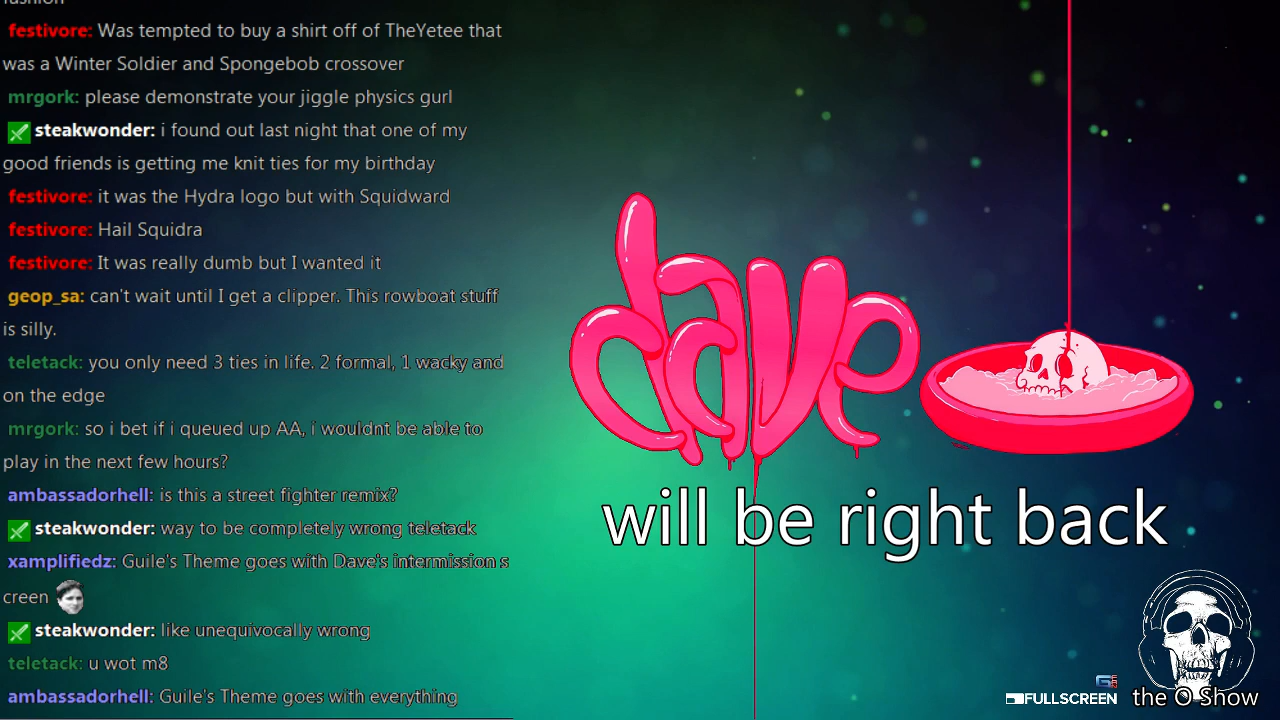 fashion
festivore: Was tempted to buy a shirt off of TheYetee that
was a Winter Soldier and Spongebob crossover
mrgork: please demonstrate your jiggle physics gurl
steakwonder: i found out last night that one of my
good friends is getting me knit ties for my birthday
festivore: it was the Hydra logo but with Squidward
festivore: Hail Squidra
festivore: It was really dumb but I wanted it
geop_sa: can't wait until I get a clipper. This rowboat stuff
is silly.
teletack: you only need 3 ties in life. 2 formal, 1 wacky and
on the edge
mrgork: so i bet if i queued up AA, i wouldnt be able to
play in the next few hours?
ambassadorhell: is this a street fighter remix?
steakwonder: way to be completely wrong teletack
xamplifiedz: Guile's Theme goes with Dave's intermission s
creen
steakwonder: like unequivocally wrong
teletack: u wot m8
ambassadorhell: Guile's Theme goes with everything
dave
will be right back
FULLSCREEN
the O Show